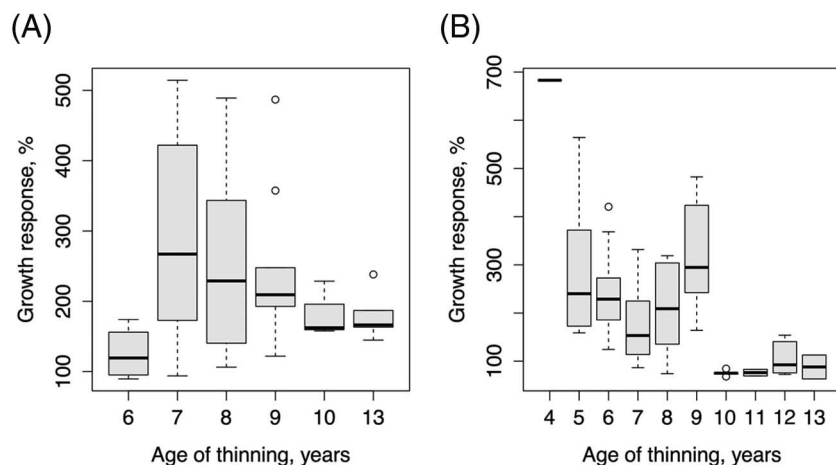 (A)
Growth response, %
500
400
300
200
100
6 7 8 9 10 13
Age of thinning, years
(B)
Growth response, %
700
500
300
100
4 5 6 7 8 9 10 11 12 13
Age of thinning, years